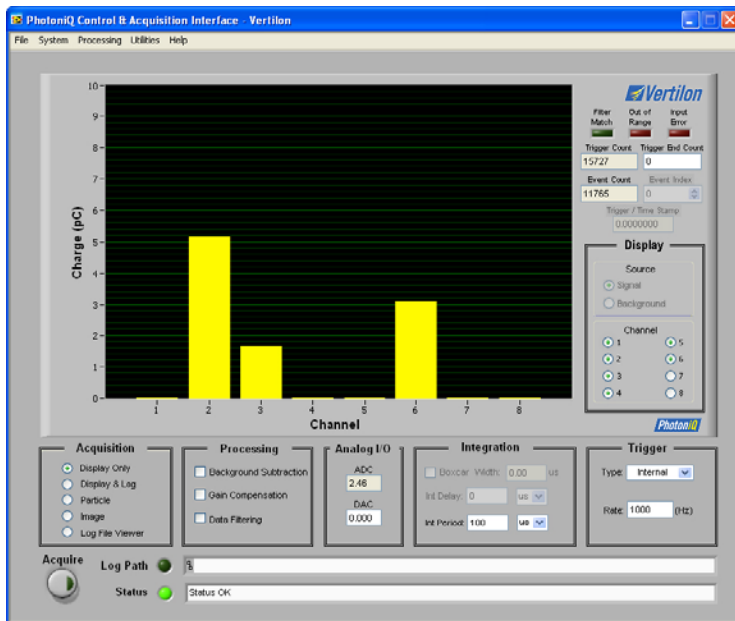 PhotoniQ Control & Acquisition Interface - Vertilon
File System Processing Utilities Help
Vertilon
Filter Match
Out of Range
Input Error
Trigger Count Trigger End Count
15727 0
Event Count Event Index
11765 0
Trigger / Time Stamp
0.0000000
Display
Source
Signal
Background
Channel
1 5
2 6
3 7
4 8
PhotoniQ
10
9
8
7
6
5
4
3
2
1
0
Charge (pC)
1 2 3 4 5 6 7 8
Channel
Acquisition
Display Only
Display & Log
Particle
Image
Log File Viewer
Processing
Background Subtraction
Gain Compensation
Data Filtering
Analog I/O
ADC
2.46
DAC
0.000
Integration
Boxcar Width: 0.00 us
Int Delay: 0 us
Int Period: 100 us
Trigger
Type: Internal
Rate: 1000 (Hz)
Acquire
Log Path
Status Status OK